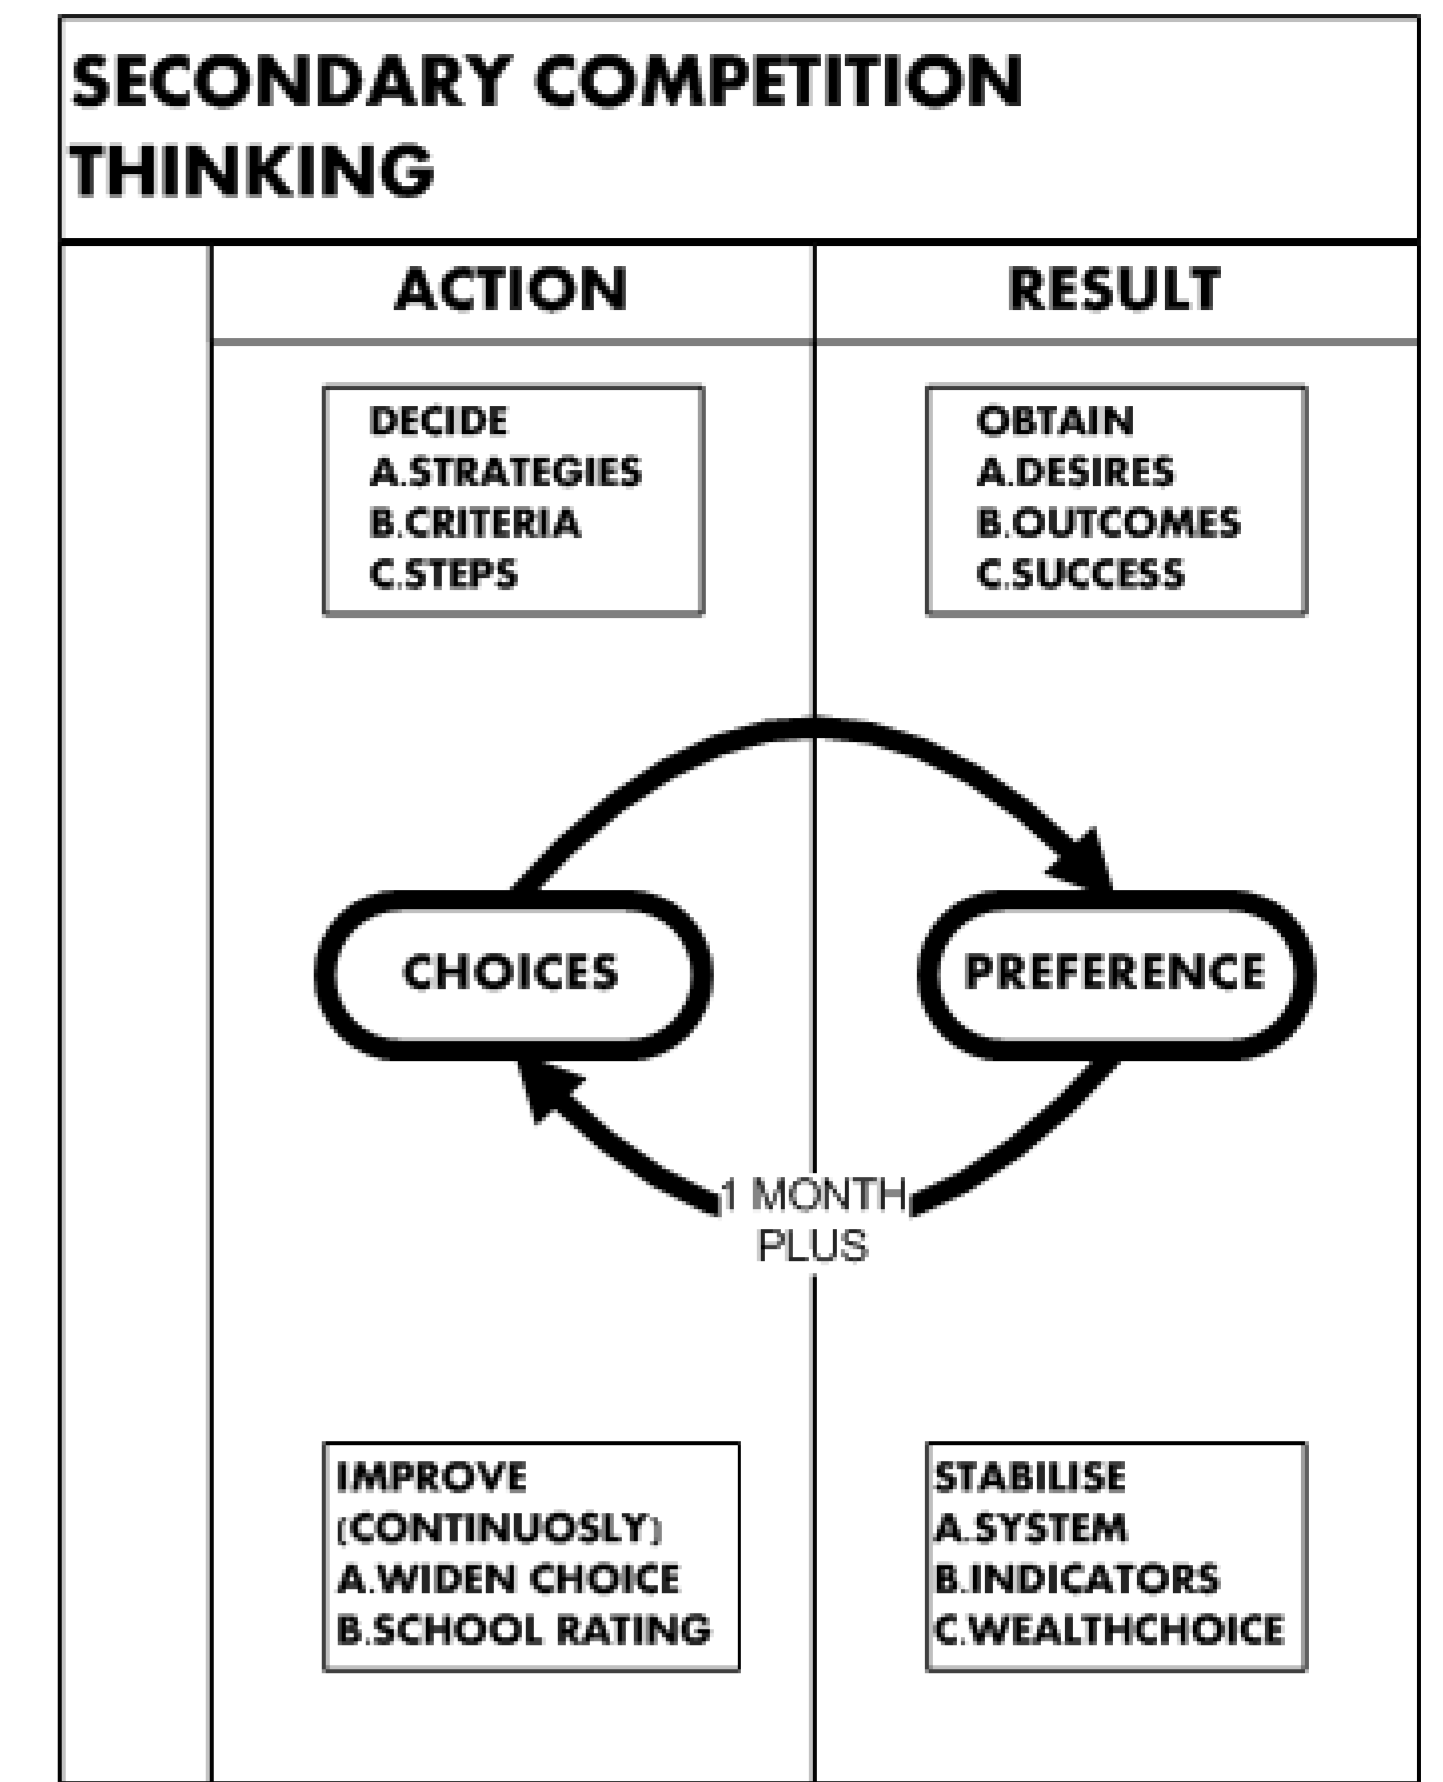 SECONDARY COMPETITION
THINKING
ACTION
RESULT
DECIDE
A.STRATEGIES
B.CRITERIA
C.STEPS
OBTAIN
A.DESIRES
B.OUTCOMES
C.SUCCESS
CHOICES
PREFERENCE
1 MONTH
PLUS
IMPROVE
(CONTINUOSLY)
A.WIDEN CHOICE
B.SCHOOL RATING
STABILISE
A.SYSTEM
B.INDICATORS
C.WEALTHCHOICE